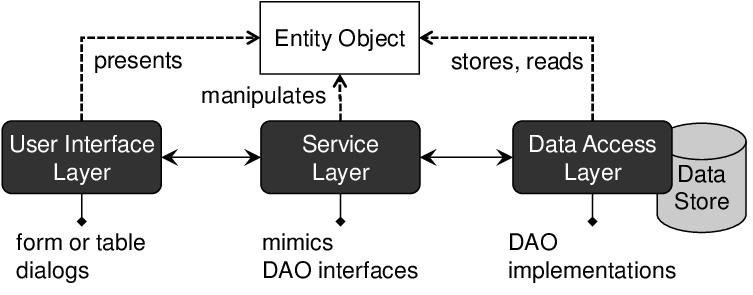 Entity Object
presents
stores, reads
manipulates
User Interface
Layer
Service
Layer
Data Access
Layer
Data
Store
form or table
dialogs
mimics
DAO interfaces
DAO
implementations